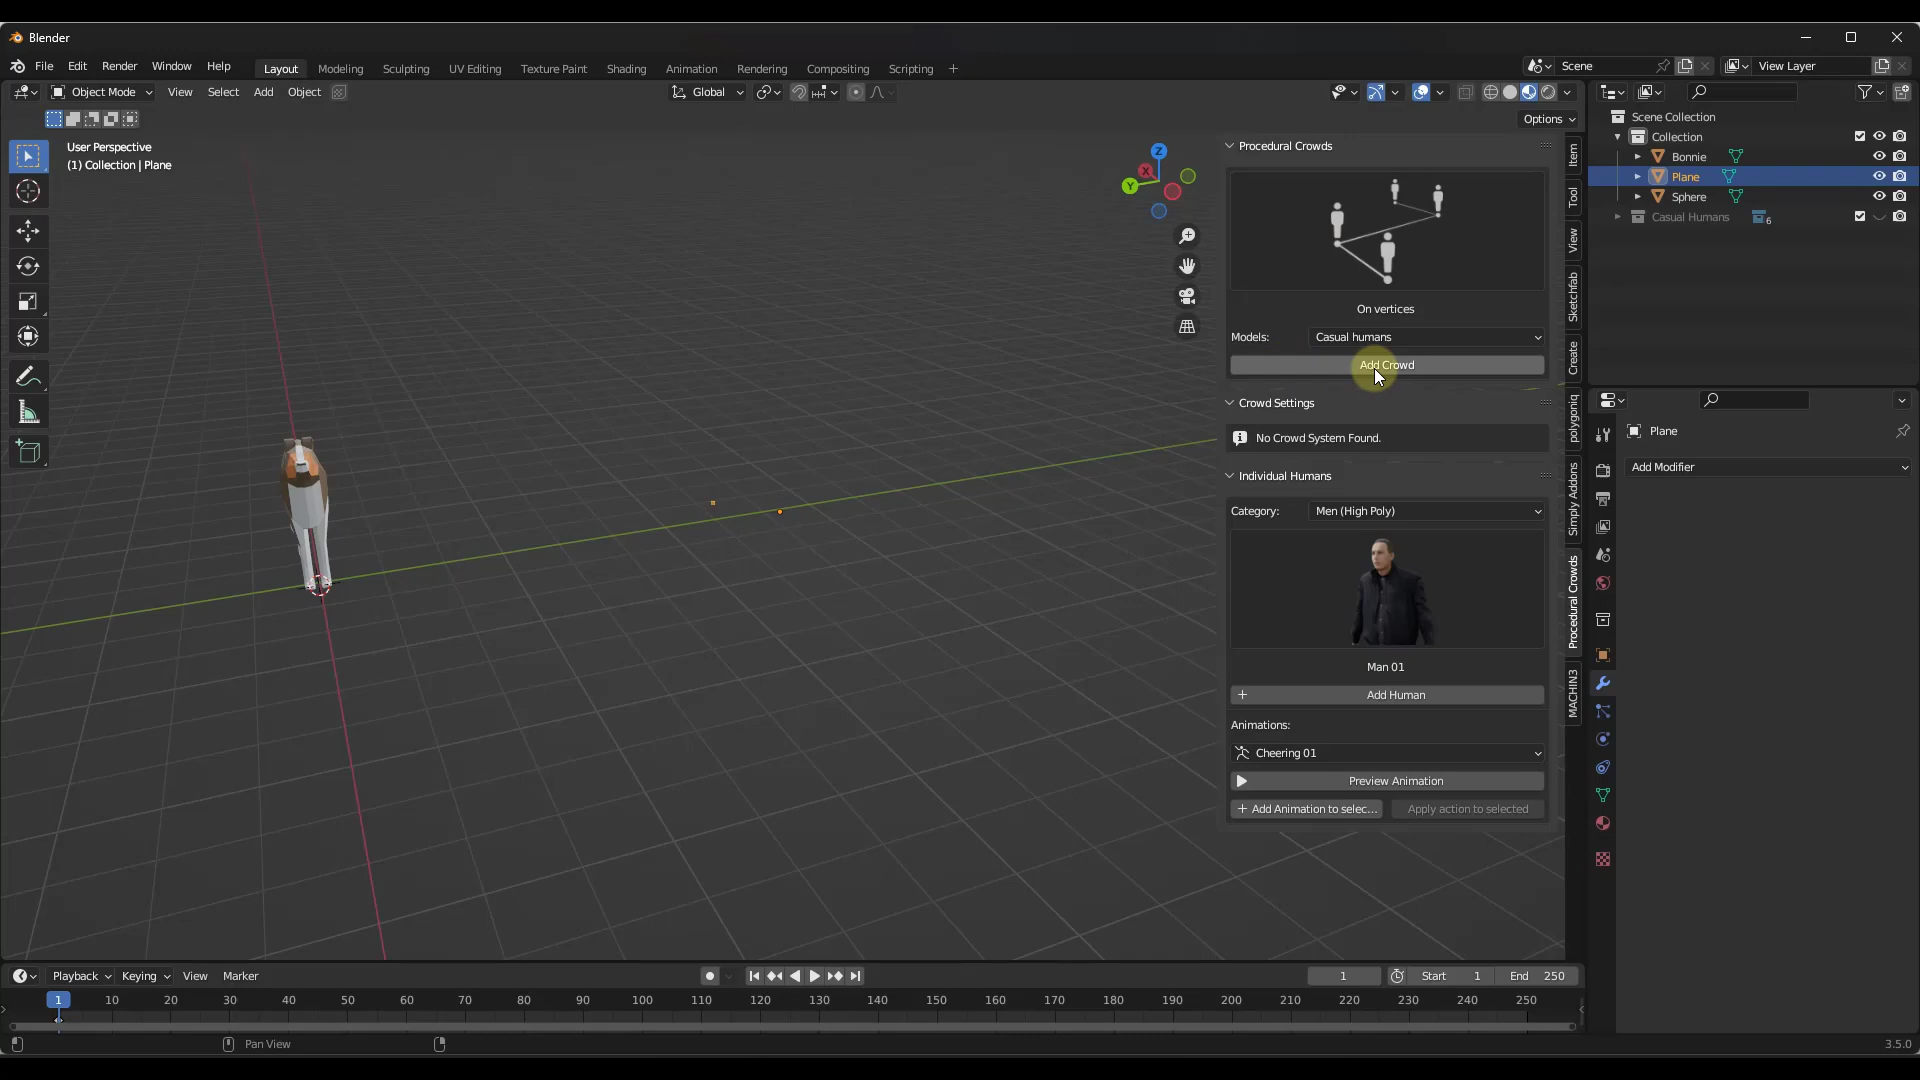 Blender
File Edit Render Window Help
Layout Modeling Sculpting UV Editing Texture Paint Shading Animation Rendering Compositing Scripting +
Scene
View Layer
Object Mode View Select Add Object
Global
Options
User Perspective
(1) Collection | Plane
Z
X
Y
Procedural Crowds
On vertices
Models: Casual humans
Add Crowd
Crowd Settings
No Crowd System Found.
Individual Humans
Category: Men (High Poly)
Man 01
+ Add Human
Animations:
Cheering 01
Preview Animation
+ Add Animation to selec...
Apply action to selected
Item
Tool
View
Sketchfab
Create
polygoniq
Simply Addons
Procedural Crowds
MACHIN3
Scene Collection
Collection
Bonnie
Plane
Sphere
Casual Humans 6
Plane
Add Modifier
Playback Keying View Marker
1
Start 1
End 250
1 10 20 30 40 50 60 70 80 90 100 110 120 130 140 150 160 170 180 190 200 210 220 230 240 250
Pan View
3.5.0